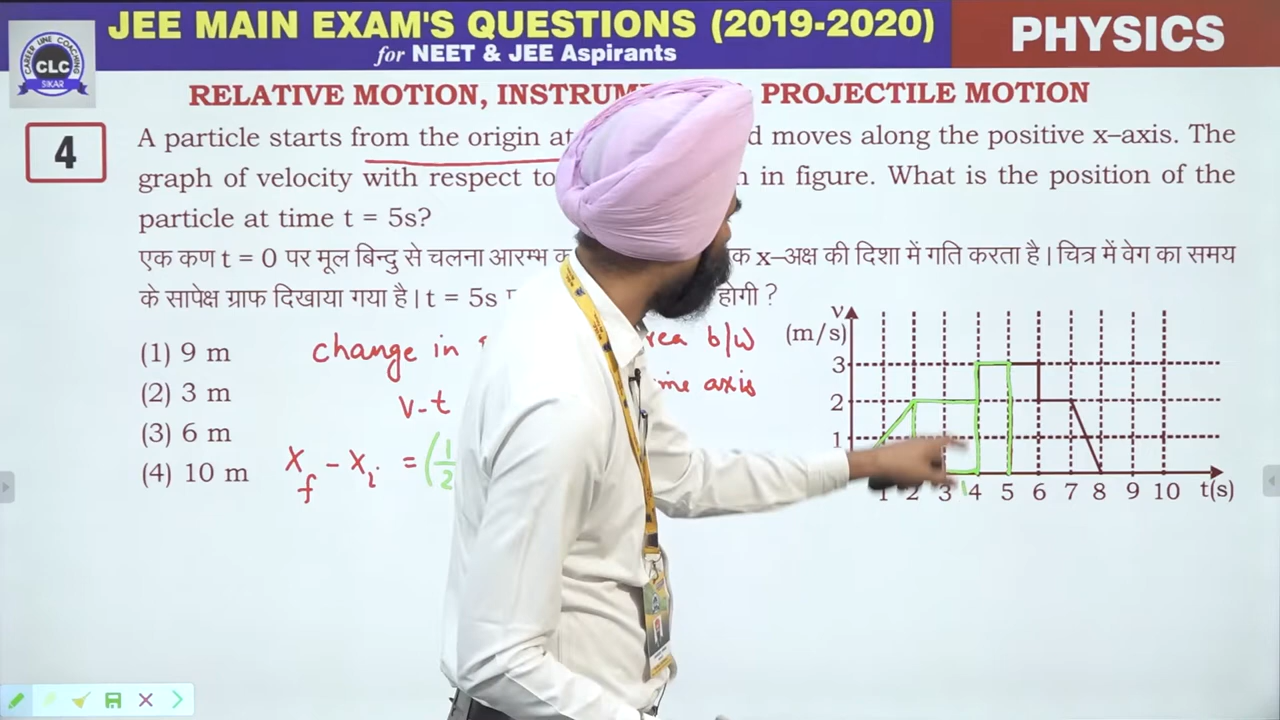 JEE MAIN EXAM'S QUESTIONS (2019-2020)
for NEET & JEE Aspirants
PHYSICS
CAREER LINE COACHING
CLC
SIKAR
RELATIVE MOTION, PROJECTILE MOTION
4
A particle starts from the origin at moves along the positive x–axis. The
graph of velocity with respect to in figure. What is the position of the
particle at time t = 5s?
एक कण t = 0 पर मूल बिन्दु से चलना आरम्भ x–अक्ष की दिशा में गति करता है। चित्र में वेग का समय
के सापेक्ष ग्राफ दिखाया गया है। t = 5s होगी ?
(1) 9 m
(2) 3 m
(3) 6 m
(4) 10 m
change in b/w
axis
v-t
x_f - x_i = (1/2
v
(m/s)
3
2
1
1 2 3 4 5 6 7 8 9 10 t(s)